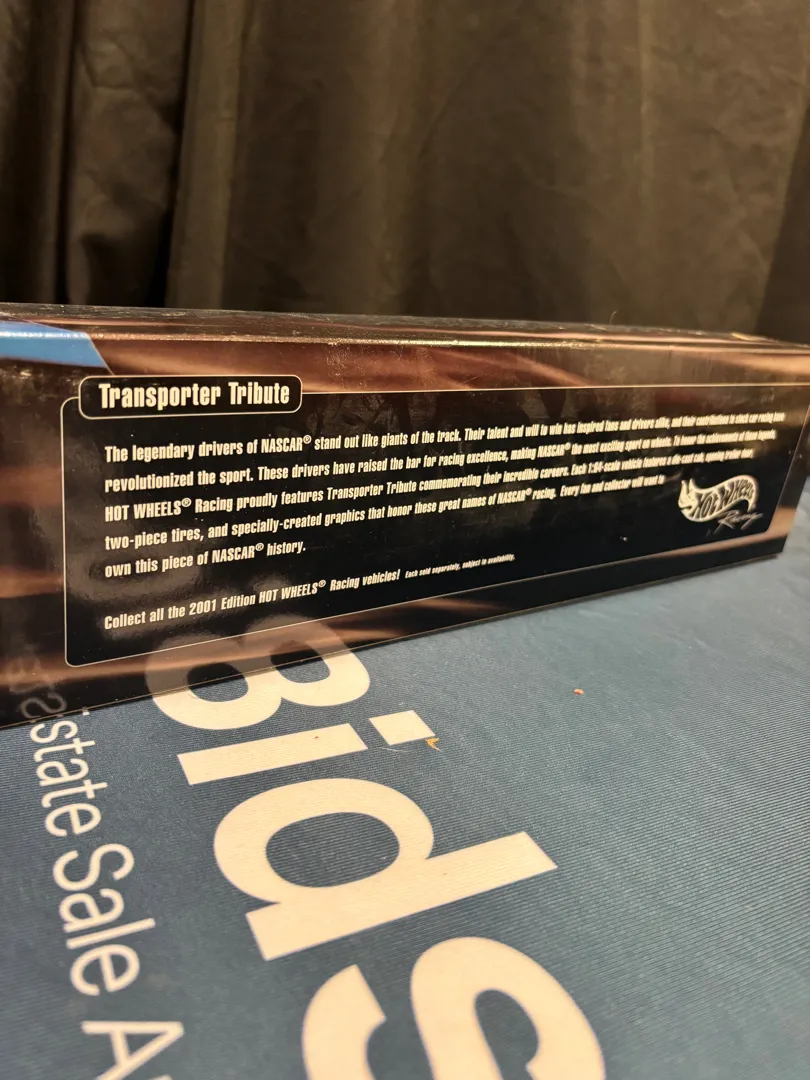 Transporter Tribute
The legendary drivers of NASCAR® stand out like giants of the track. Their talent and will to win has inspired fans and drivers alike, and their contributions to stock car racing have
revolutionized the sport. These drivers have raised the bar for racing excellence, making NASCAR® the most exciting sport on wheels. To honor the achievements of these legends,
HOT WHEELS® Racing proudly features Transporter Tribute commemorating their incredible careers. Each 1:64-scale vehicle features a die-cast cab, opening trailer door,
two-piece tires, and specially-created graphics that honor these great names of NASCAR® racing. Every fan and collector will want to
own this piece of NASCAR® history.
Collect all the 2001 Edition HOT WHEELS® Racing vehicles! Each sold separately, subject to availability.
HOT WHEELS
Racing
Bids
state Sale A